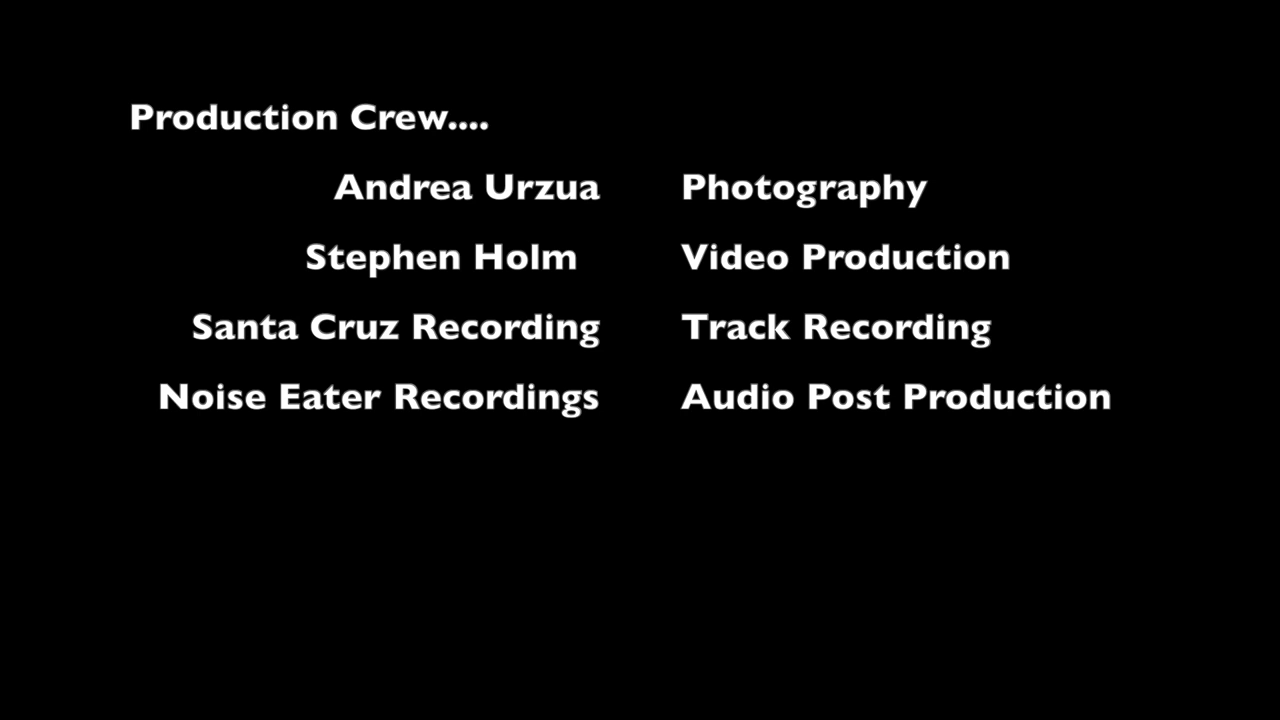 Production Crew....
Andrea Urzua Photography
Stephen Holm Video Production
Santa Cruz Recording Track Recording
Noise Eater Recordings Audio Post Production